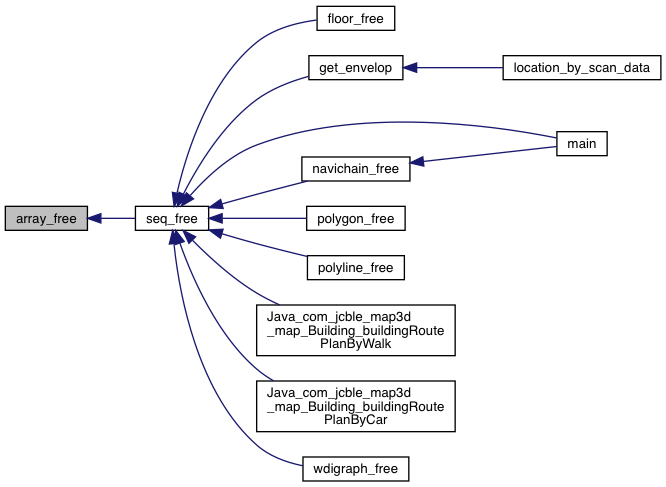 floor_free
get_envelop
location_by_scan_data
main
navichain_free
array_free
seq_free
polygon_free
polyline_free
Java_com_jcble_map3d
_map_Building_buildingRoute
PlanByWalk
Java_com_jcble_map3d
_map_Building_buildingRoute
PlanByCar
wdigraph_free